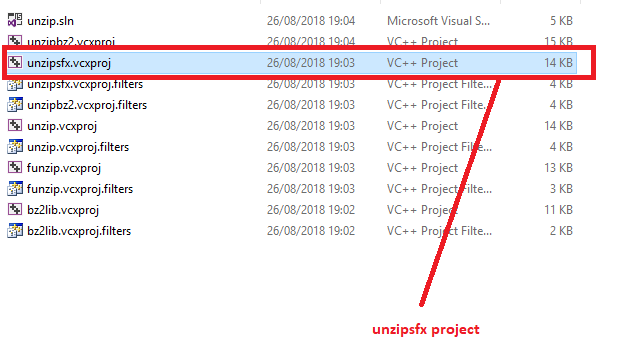 unzip.sln 26/08/2018 19:04 Microsoft Visual S... 5 KB
unzipbz2.vcxproj 26/08/2018 19:04 VC++ Project 15 KB
unzipsfx.vcxproj 26/08/2018 19:03 VC++ Project 14 KB
unzipsfx.vcxproj.filters 26/08/2018 19:03 VC++ Project Filte... 4 KB
unzipbz2.vcxproj.filters 26/08/2018 19:03 VC++ Project Filte... 4 KB
unzip.vcxproj 26/08/2018 19:03 VC++ Project 14 KB
unzip.vcxproj.filters 26/08/2018 19:03 VC++ Project Filte... 4 KB
funzip.vcxproj 26/08/2018 19:03 VC++ Project 13 KB
funzip.vcxproj.filters 26/08/2018 19:03 VC++ Project Filte... 3 KB
bz2lib.vcxproj 26/08/2018 19:02 VC++ Project 11 KB
bz2lib.vcxproj.filters 26/08/2018 19:02 VC++ Project Filte... 2 KB
unzipsfx project